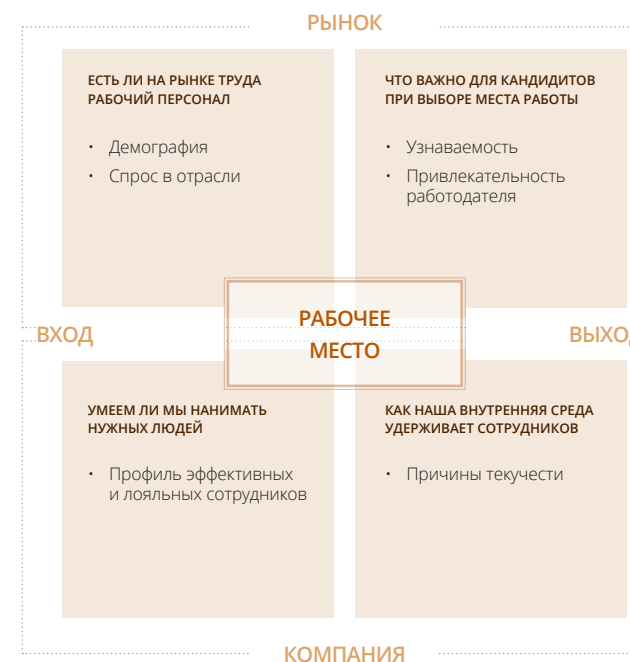 РЫНОК
ЕСТЬ ЛИ НА РЫНКЕ ТРУДА
РАБОЧИЙ ПЕРСОНАЛ
• Демография
• Спрос в отрасли
ЧТО ВАЖНО ДЛЯ КАНДИДИТОВ
ПРИ ВЫБОРЕ МЕСТА РАБОТЫ
• Узнаваемость
• Привлекательность
работодателя
ВХОД
РАБОЧЕЕ
МЕСТО
ВЫХОД
УМЕЕМ ЛИ МЫ НАНИМАТЬ
НУЖНЫХ ЛЮДЕЙ
• Профиль эффективных
и лояльных сотрудников
КАК НАША ВНУТРЕННЯЯ СРЕДА
УДЕРЖИВАЕТ СОТРУДНИКОВ
• Причины текучести
КОМПАНИЯ